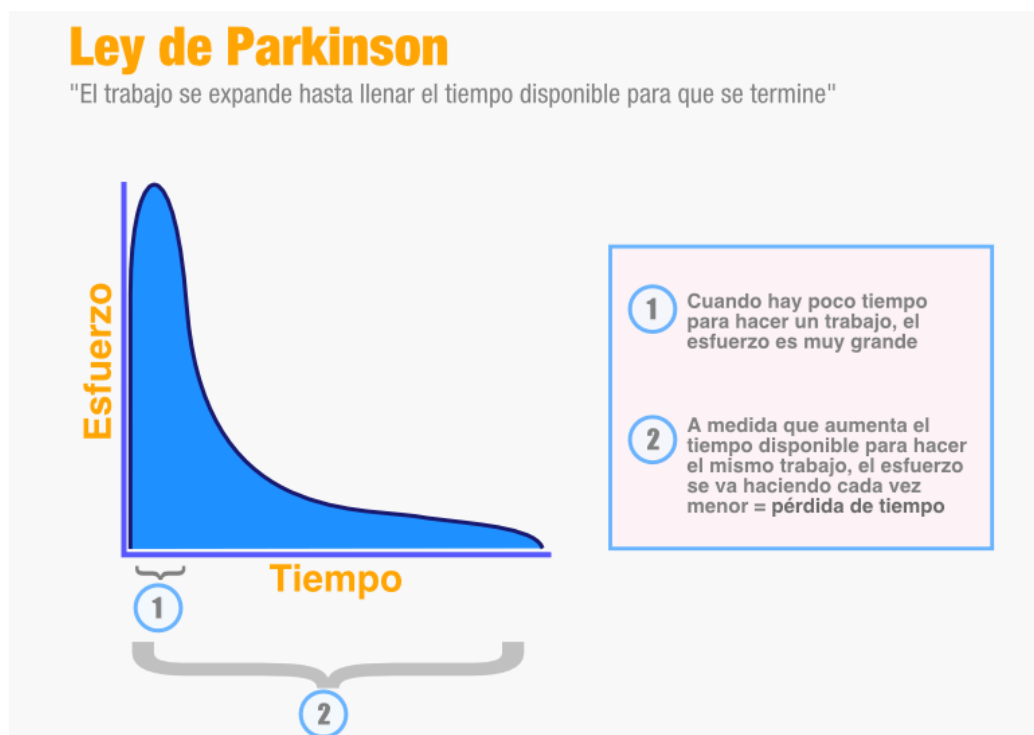 Ley de Parkinson
"El trabajo se expande hasta llenar el tiempo disponible para que se termine"
Esfuerzo
Tiempo
1
2
1
Cuando hay poco tiempo
para hacer un trabajo, el
esfuerzo es muy grande
2
A medida que aumenta el
tiempo disponible para hacer
el mismo trabajo, el esfuerzo
se va haciendo cada vez
menor = pérdida de tiempo